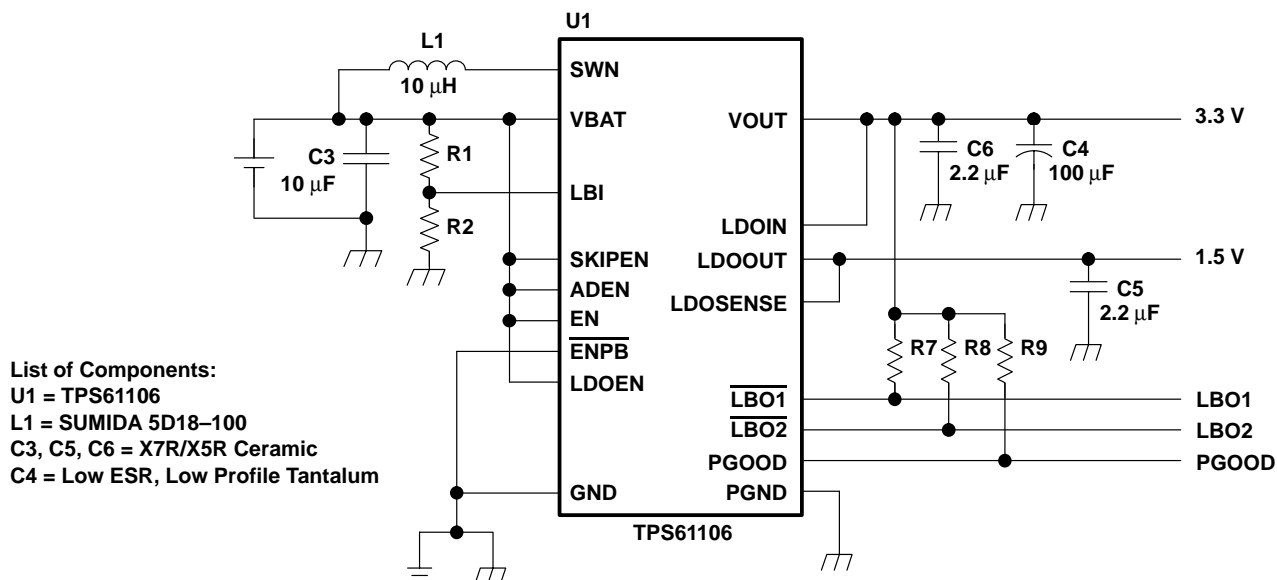 U1
L1
10 μH
SWN
VBAT
VOUT
3.3 V
C3
10 μF
R1
LBI
R2
C6
2.2 μF
C4
100 μF
LDOIN
SKIPEN
LDOOUT
1.5 V
ADEN
LDOSENSE
C5
2.2 μF
EN
ENPB
R7
R8
R9
LDOEN
LBO1
LBO1
LBO2
LBO2
PGOOD
PGOOD
GND
PGND
TPS61106
List of Components:
U1 = TPS61106
L1 = SUMIDA 5D18–100
C3, C5, C6 = X7R/X5R Ceramic
C4 = Low ESR, Low Profile Tantalum